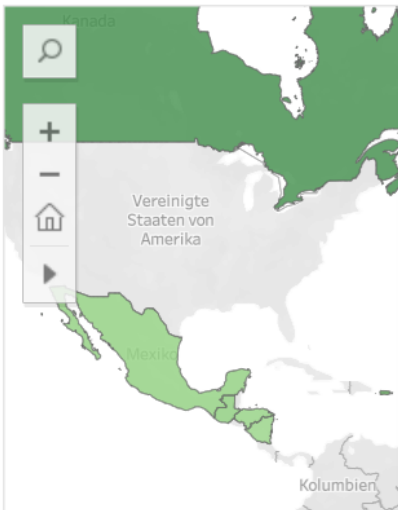 Kanada
Vereinigte
Staaten von
Amerika
Mexiko
Kolumbien